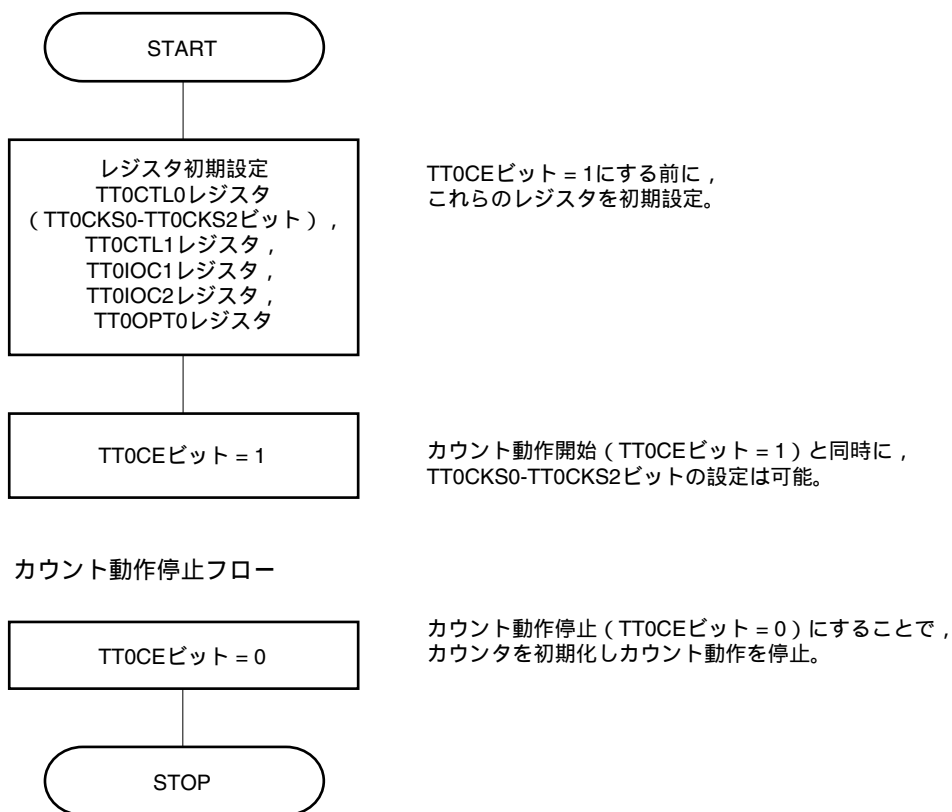 START
レジスタ初期設定
TT0CTL0レジスタ
（TT0CKS0-TT0CKS2ビット），
TT0CTL1レジスタ，
TT0IOC1レジスタ，
TT0IOC2レジスタ，
TT0OPT0レジスタ
TT0CEビット = 1にする前に，
これらのレジスタを初期設定。
TT0CEビット = 1
カウント動作開始（TT0CEビット = 1）と同時に，
TT0CKS0-TT0CKS2ビットの設定は可能。
カウント動作停止フロー
TT0CEビット = 0
カウント動作停止（TT0CEビット = 0）にすることで，
カウンタを初期化しカウント動作を停止。
STOP